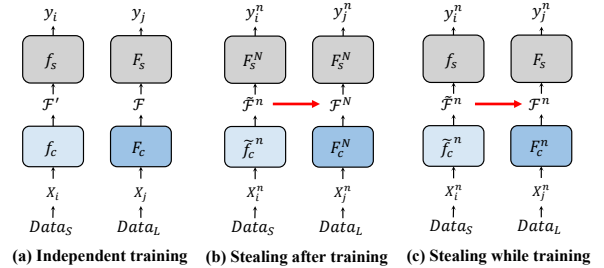 y_i y_j y_i^n y_j^n y_i^n y_j^n
f_s F_s F_s^N F_s^N f_s F_s
ℱ′ ℱ ℱ̃^n ℱ^N ℱ̃^n ℱ^n
f_c F_c f̃_c^n F_c^N f̃_c^n F_c^n
X_i X_j X_i^n X_j^n X_i^n X_j^n
Data_S Data_L Data_S Data_L Data_S Data_L
(a) Independent training (b) Stealing after training (c) Stealing while training